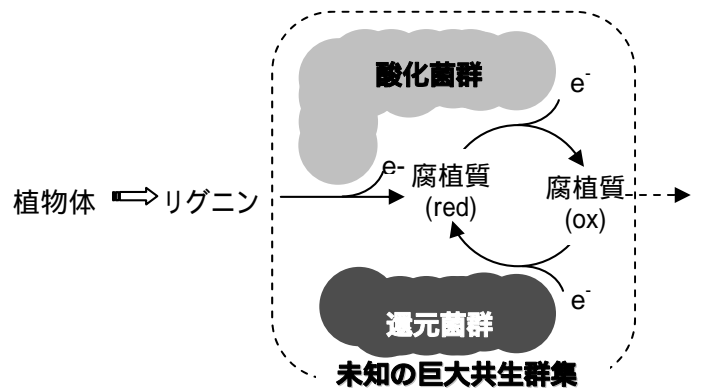 酸化菌群
e-
e-
植物体
リグニン
腐植質
(red)
腐植質
(ox)
e-
還元菌群
未知の巨大共生群集